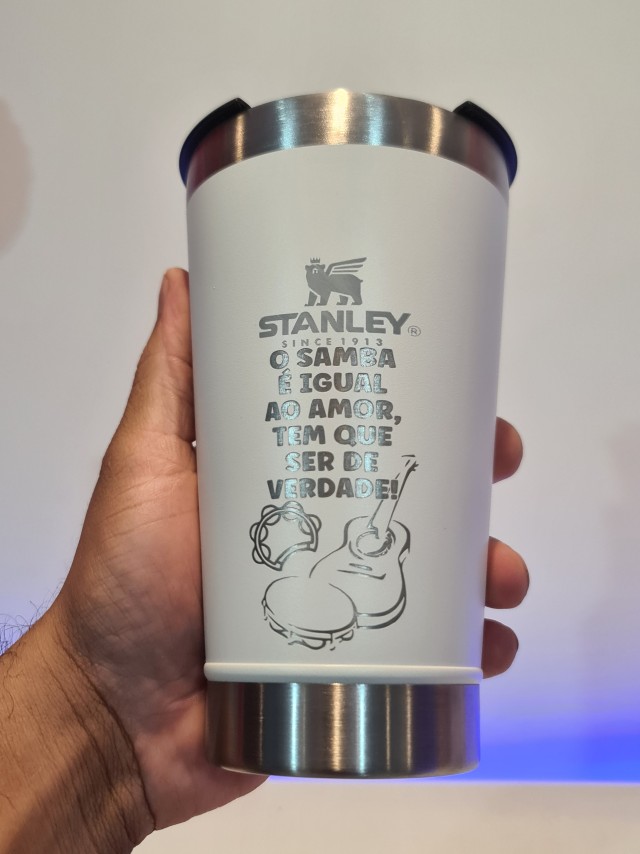 STANLEY®
SINCE 1913
O SAMBA
É IGUAL
AO AMOR,
TEM QUE
SER DE
VERDADE!